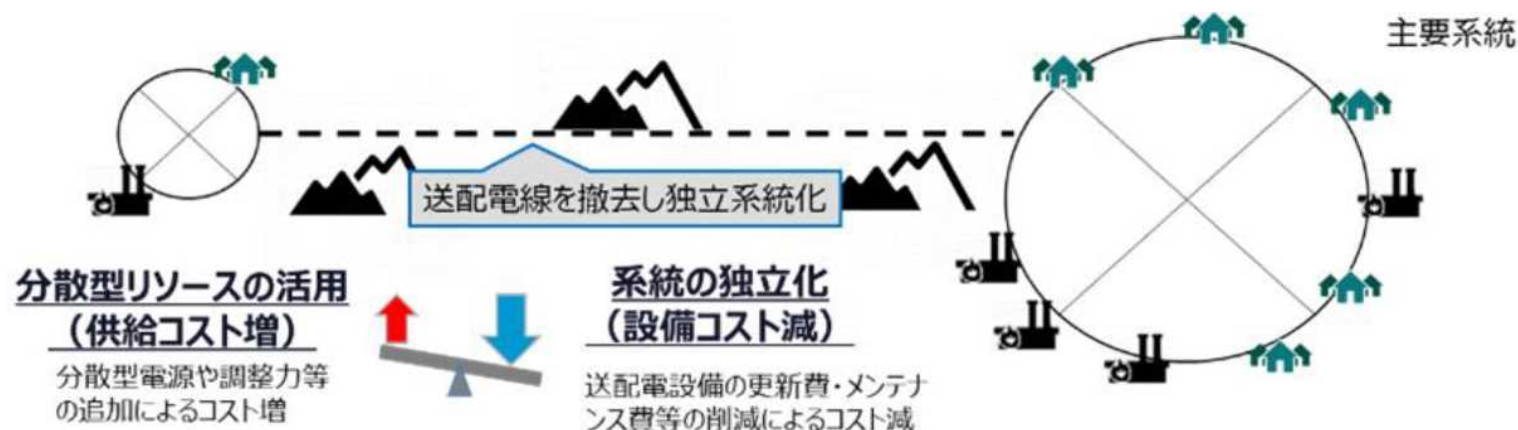 主要系統
送配電線を撤去し独立系統化
分散型リソースの活用
（供給コスト増）
分散型電源や調整力等
の追加によるコスト増
系統の独立化
（設備コスト減）
送配電設備の更新費・メンテナ
ンス費等の削減によるコスト減